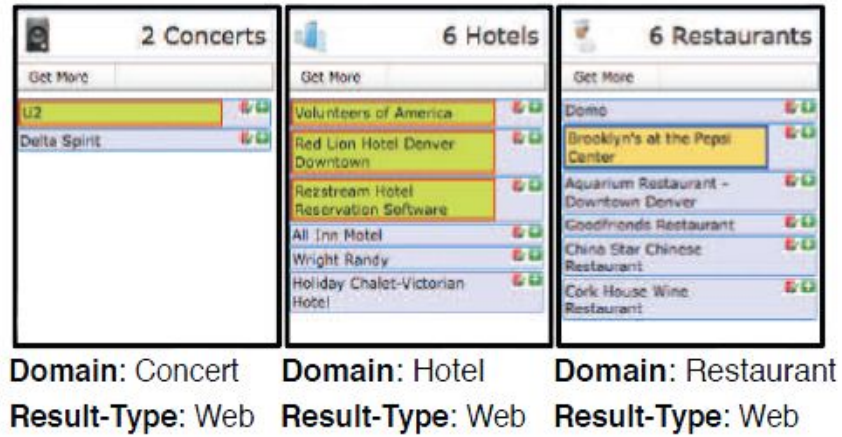 2 Concerts
Get More
U2
Delta Spirit
6 Hotels
Get More
Volunteers of America
Red Lion Hotel Denver
Downtown
Rezstream Hotel
Reservation Software
All Inn Motel
Wright Randy
Holiday Chalet-Victorian
Hotel
6 Restaurants
Get More
Domo
Brooklyn's at the Pepsi
Center
Aquarium Restaurant -
Downtown Denver
Goodfriends Restaurant
China Star Chinese
Restaurant
Cork House Wine
Restaurant
Domain: Concert
Result-Type: Web
Domain: Hotel
Result-Type: Web
Domain: Restaurant
Result-Type: Web